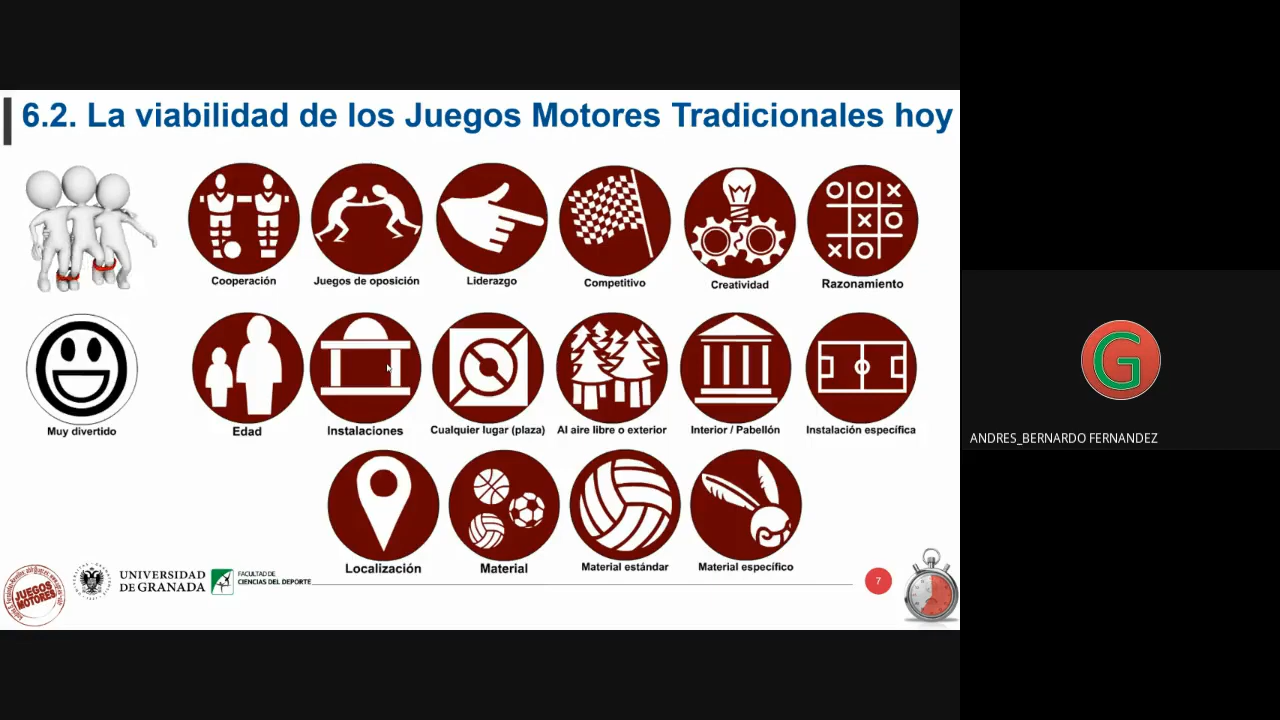 6.2. La viabilidad de los Juegos Motores Tradicionales hoy
Cooperación
Juegos de oposición
Liderazgo
Competitivo
Creatividad
Razonamiento
Muy divertido
Edad
Instalaciones
Cualquier lugar (plaza)
Al aire libre o exterior
Interior / Pabellón
Instalación específica
Localización
Material
Material estándar
Material específico
JUEGOS
MOTORES
UNIVERSIDAD
DE GRANADA
FACULTAD DE
CIENCIAS DEL DEPORTE
7
G
ANDRES_BERNARDO FERNANDEZ